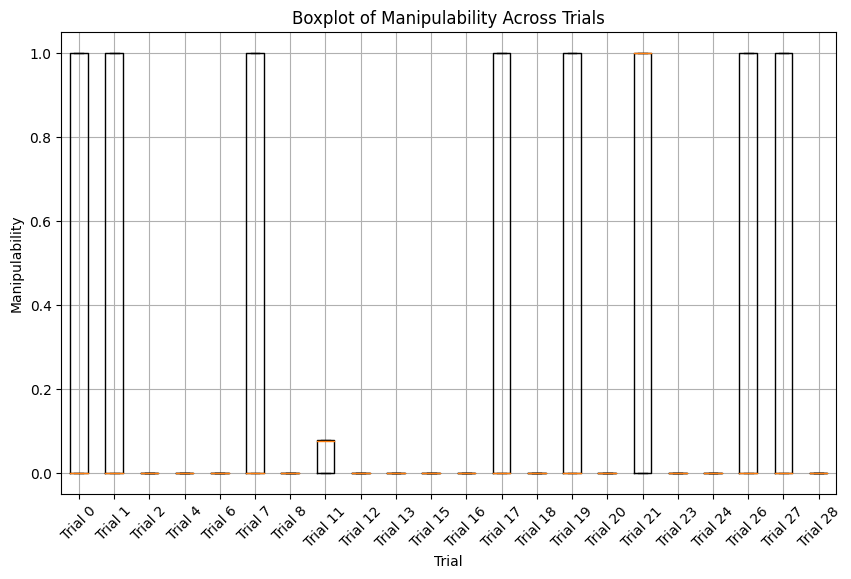 Boxplot of Manipulability Across Trials
Manipulability
1.0
0.8
0.6
0.4
0.2
0.0
Trial 0
Trial 1
Trial 2
Trial 4
Trial 6
Trial 7
Trial 8
Trial 11
Trial 12
Trial 13
Trial 15
Trial 16
Trial 17
Trial 18
Trial 19
Trial 20
Trial 21
Trial 23
Trial 24
Trial 26
Trial 27
Trial 28
Trial